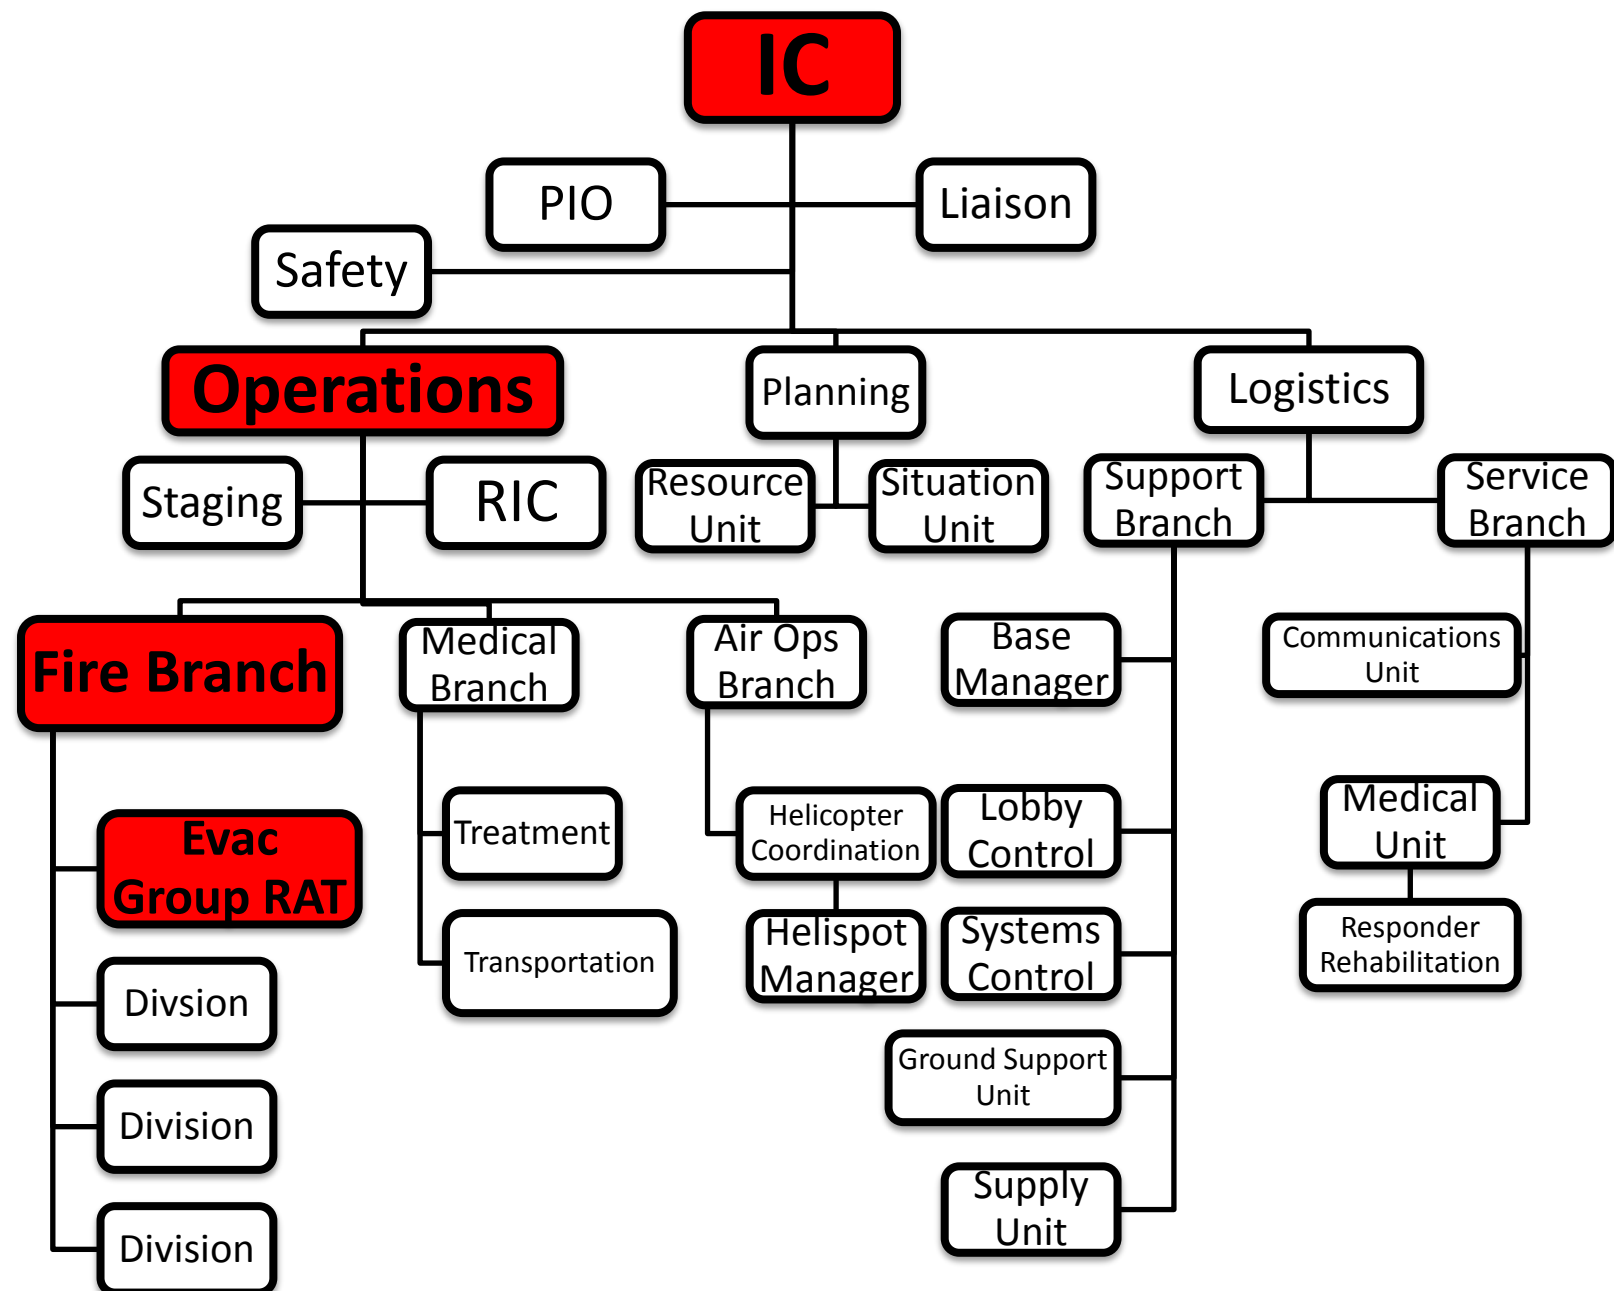 IC
PIO
Liaison
Safety
Operations
Planning
Logistics
Staging
RIC
Resource
Unit
Situation
Unit
Support
Branch
Service
Branch
Fire Branch
Medical
Branch
Air Ops
Branch
Base
Manager
Communications
Unit
Evac
Group RAT
Treatment
Helicopter
Coordination
Lobby
Control
Medical
Unit
Transportation
Helispot
Manager
Systems
Control
Responder
Rehabilitation
Divsion
Ground Support
Unit
Division
Supply
Unit
Division